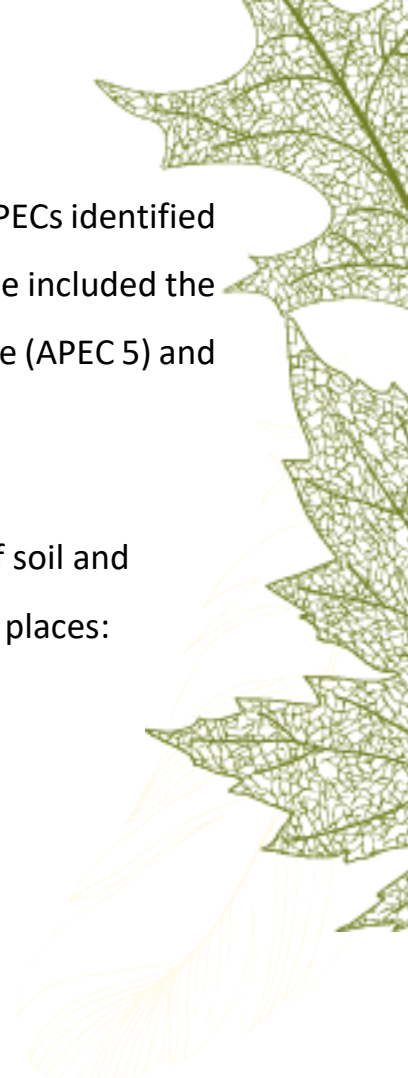 PECs identified
e included the
e (APEC 5) and
f soil and
places: